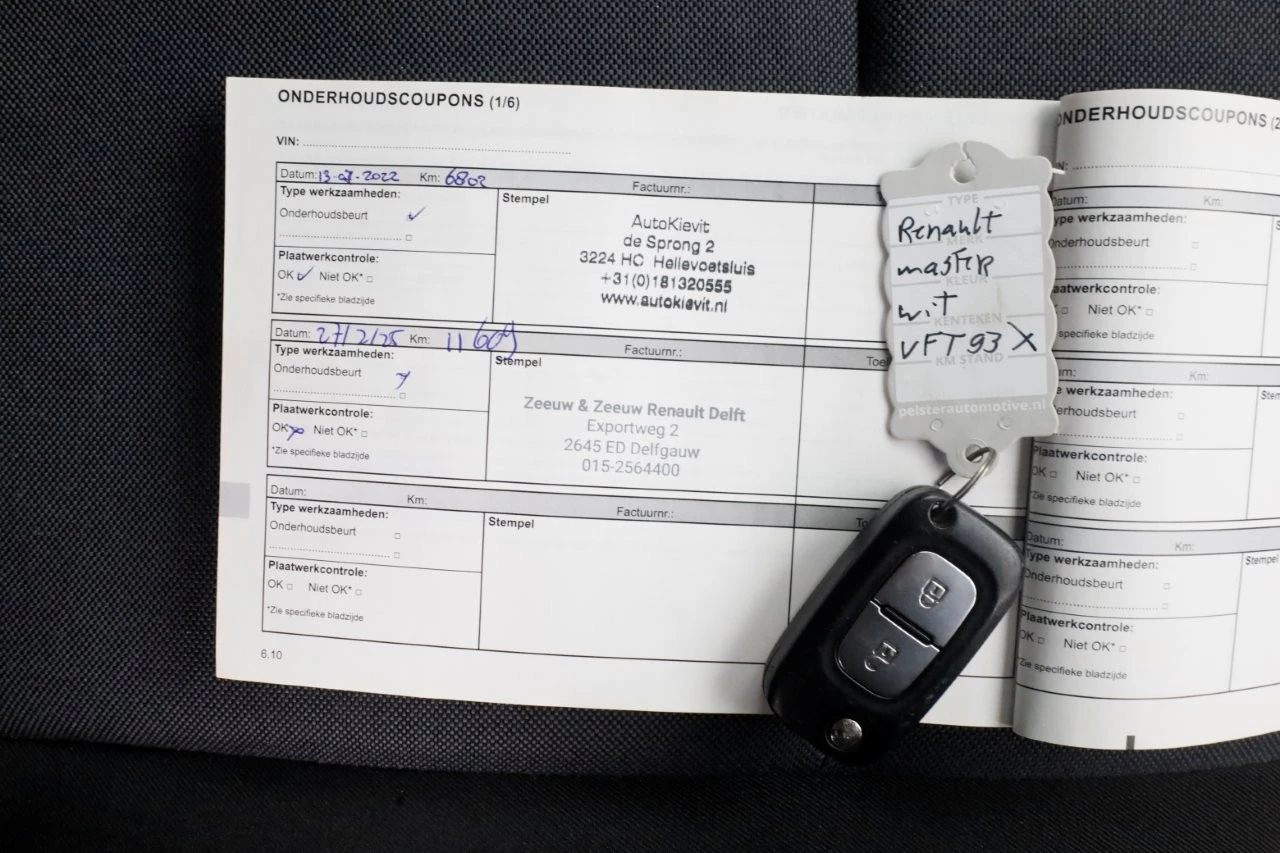 ONDERHOUDSCOUPONS (1/6)
VIN:
Datum: 13-07-2022 Km: 6802 Factuurnr.:
Type werkzaamheden:
Onderhoudsbeurt
Plaatwerkcontrole:
OK Niet OK*
*Zie specifieke bladzijde
Stempel
AutoKievit
de Sprong 2
3224 HC Hellevoetsluis
+31(0)181320555
www.autokievit.nl
Datum: 27/2/25 Km: 11609 Factuurnr.:
Type werkzaamheden:
Onderhoudsbeurt
Plaatwerkcontrole:
OK Niet OK*
*Zie specifieke bladzijde
Stempel
Zeeuw & Zeeuw Renault Delft
Exportweg 2
2645 ED Delfgauw
015-2564400
Datum: Km: Factuurnr.:
Type werkzaamheden:
Onderhoudsbeurt
Plaatwerkcontrole:
OK Niet OK*
*Zie specifieke bladzijde
Stempel
6.10
TYPE
Renault
MERK
master
KLEUR
wit
KENTEKEN
VFT93X
KM STAND
pelsterautomotive.nl
ONDERHOUDSCOUPONS (2
Datum: Km:
Type werkzaamheden:
Onderhoudsbeurt
Plaatwerkcontrole:
OK Niet OK*
*Zie specifieke bladzijde
Km:
werkzaamheden:
Onderhoudsbeurt
Plaatwerkcontrole:
OK Niet OK*
*Zie specifieke bladzijde
Stem
Datum: Km:
Type werkzaamheden:
Onderhoudsbeurt
Plaatwerkcontrole:
OK Niet OK*
*Zie specifieke bladzijde
Stempel